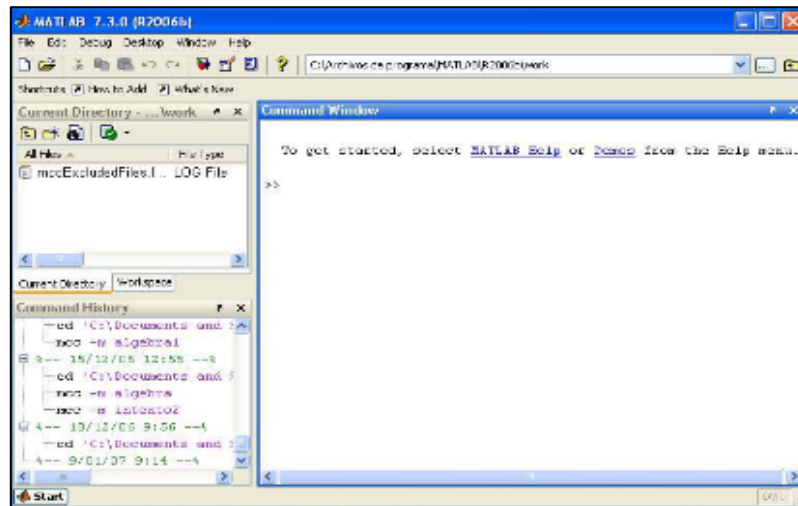 MATLAB 7.3.0 (R2006b)
File Edit Debug Desktop Window Help
C:\Archivos de programa\MATLAB\R2006b\work
Shortcuts How to Add What's New
Current Directory - ...\work
All Files File Type
mccExcludedFiles.l... LOG File
Current Directory Workspace
Command History
cd 'C:\Documents and
mcc -m algebra1
%-- 15/12/06 12:55 --%
cd 'C:\Documents and
mcc -m algebra
mcc -m intento2
%-- 19/12/06 9:56 --%
cd 'C:\Documents and
%-- 9/01/07 9:14 --%
Command Window
To get started, select MATLAB Help or Demos from the Help menu.
>>
Start
OVR